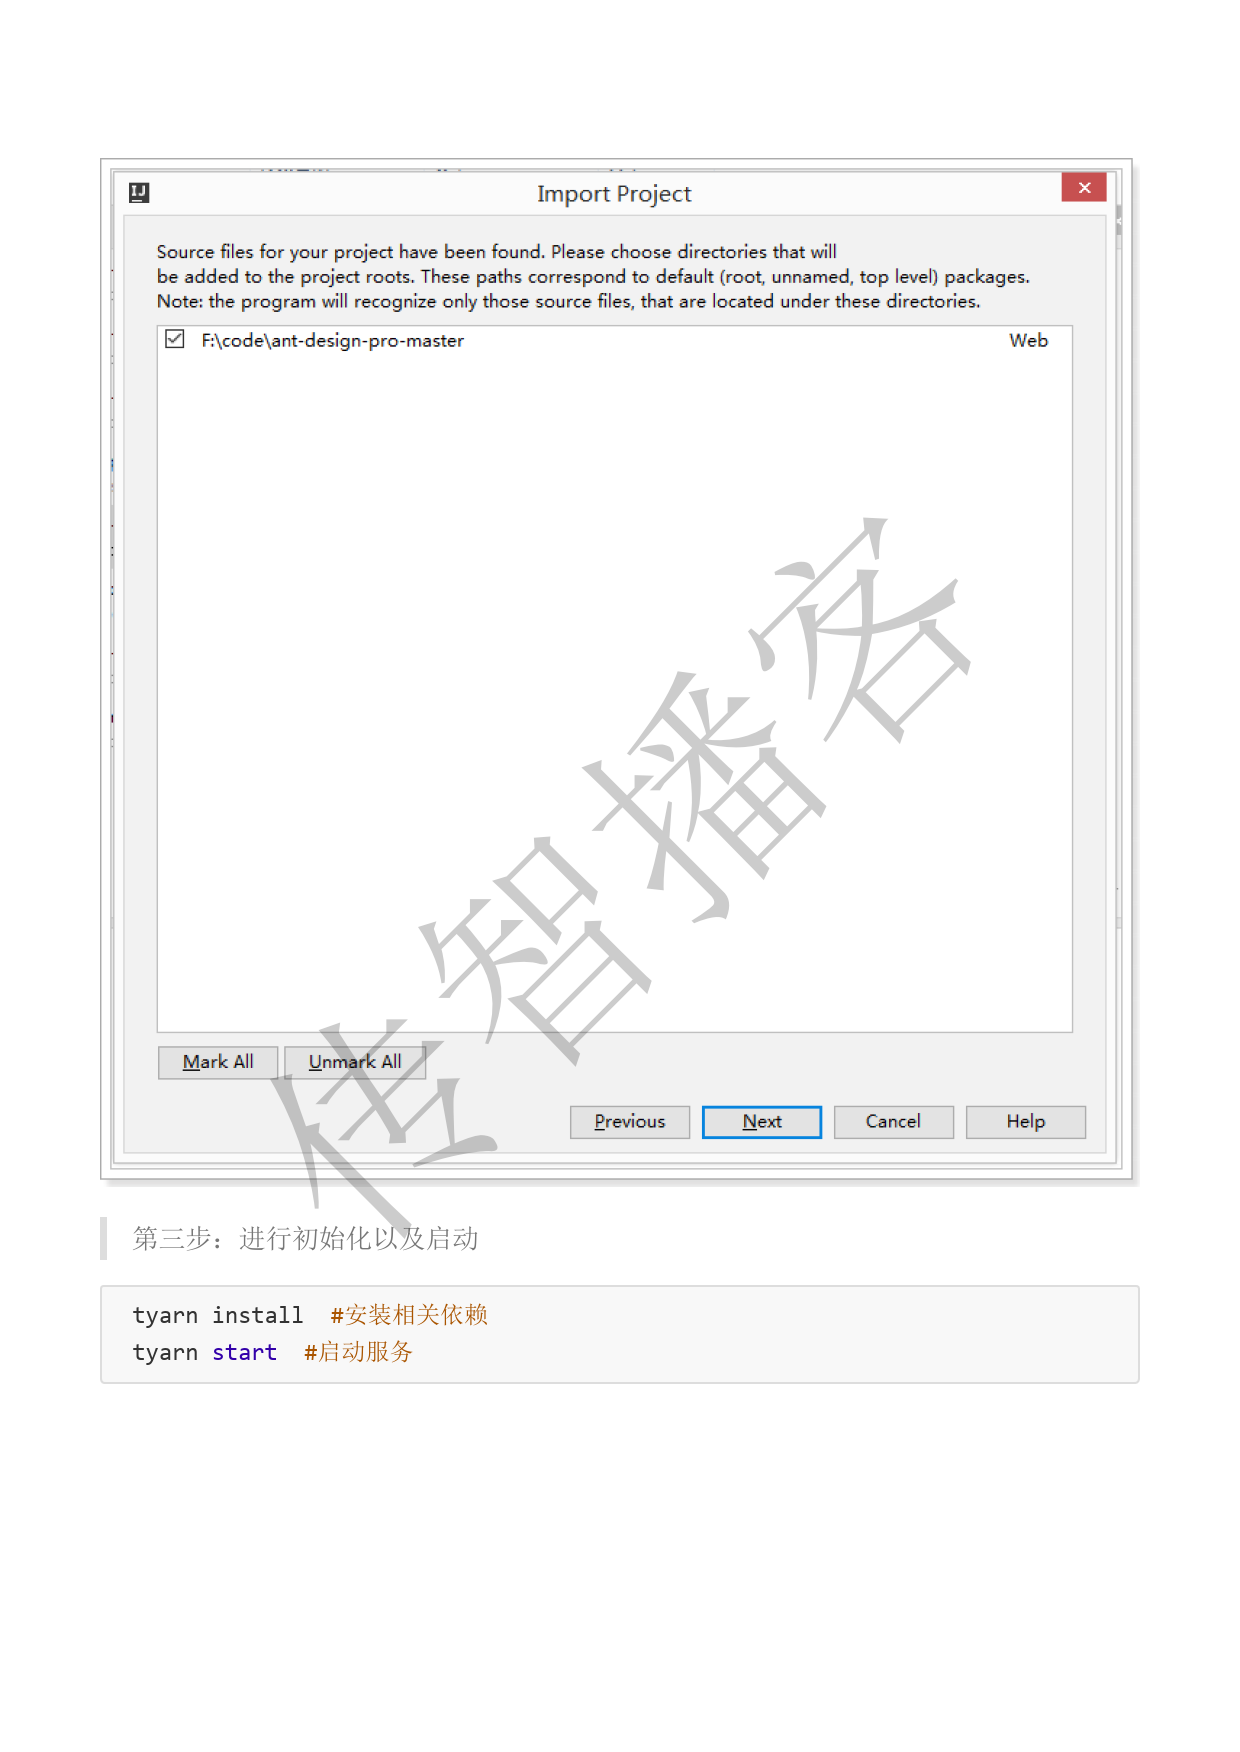 IJ
Import Project
Source files for your project have been found. Please choose directories that will
be added to the project roots. These paths correspond to default (root, unnamed, top level) packages.
Note: the program will recognize only those source files, that are located under these directories.
F:\code\ant-design-pro-master Web
Mark All Unmark All
Previous Next Cancel Help
传智播客
第三步：进行初始化以及启动
tyarn install  #安装相关依赖
tyarn start  #启动服务